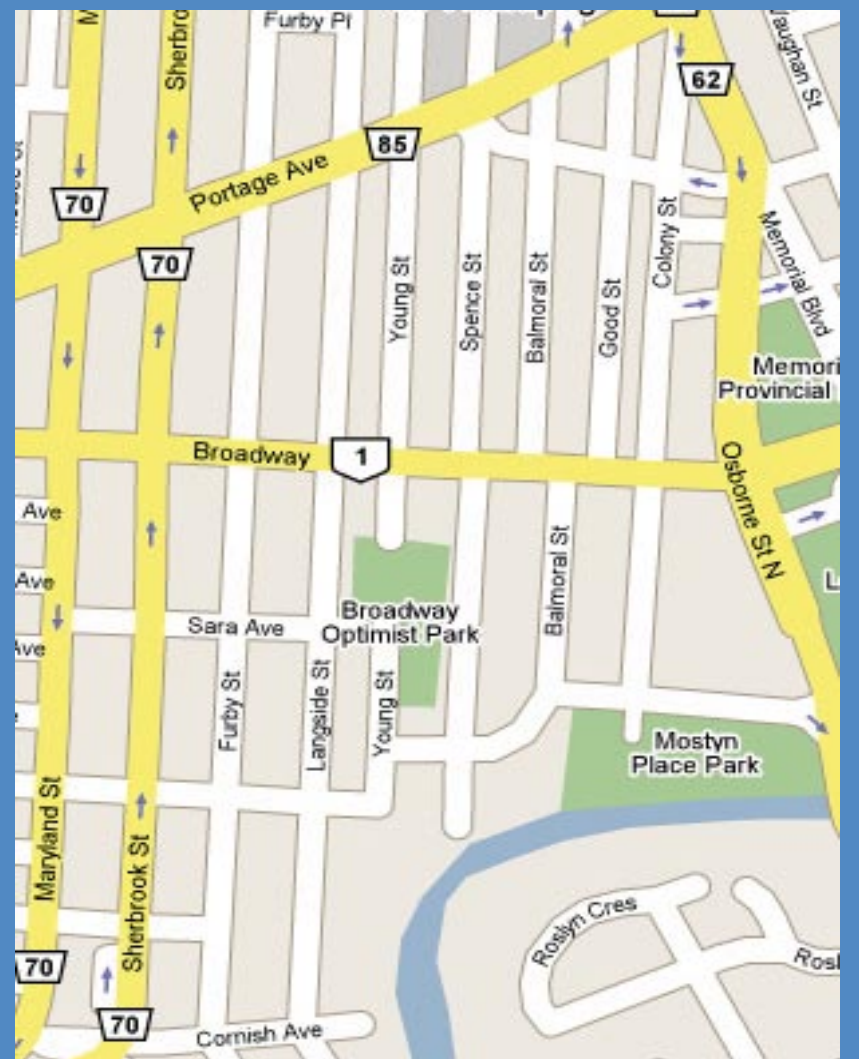 Furby Pl
Sherbro
62
Vaughan St
85
Portage Ave
70
70
Memorial Blvd
Colony St
Young St
Spence St
Balmoral St
Good St
Memori
Provincial
Broadway
1
Osborne St N
Ave
Ave
Balmoral St
L
Broadway
Optimist Park
Sara Ave
Ave
Furby St
Langside St
Young St
Mostyn
Place Park
Maryland St
Sherbrook St
Roslyn Cres
Rosl
70
70
Cornish Ave